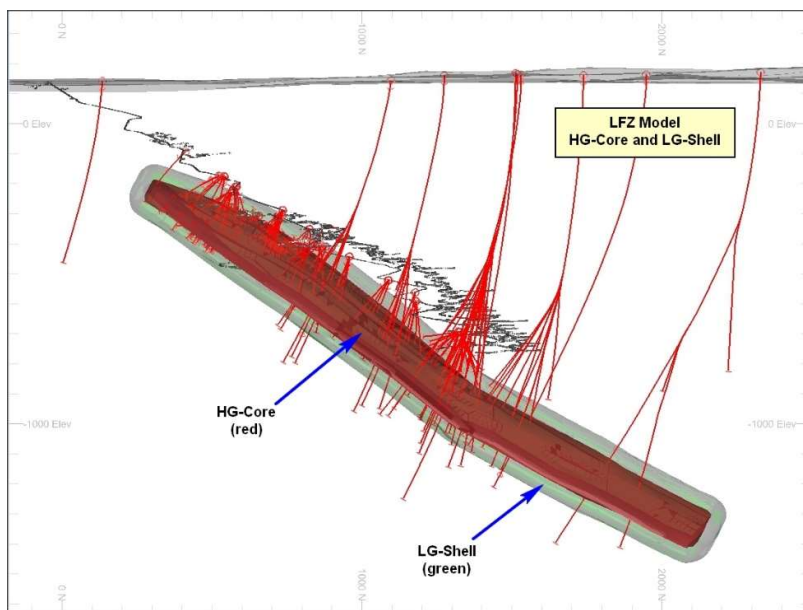 0 N
1000 N
2000 N
0 Elev
0 Elev
LFZ Model
HG-Core and LG-Shell
HG-Core
(red)
-1000 Elev
-1000 Elev
LG-Shell
(green)
0 N
1000 N
2000 N